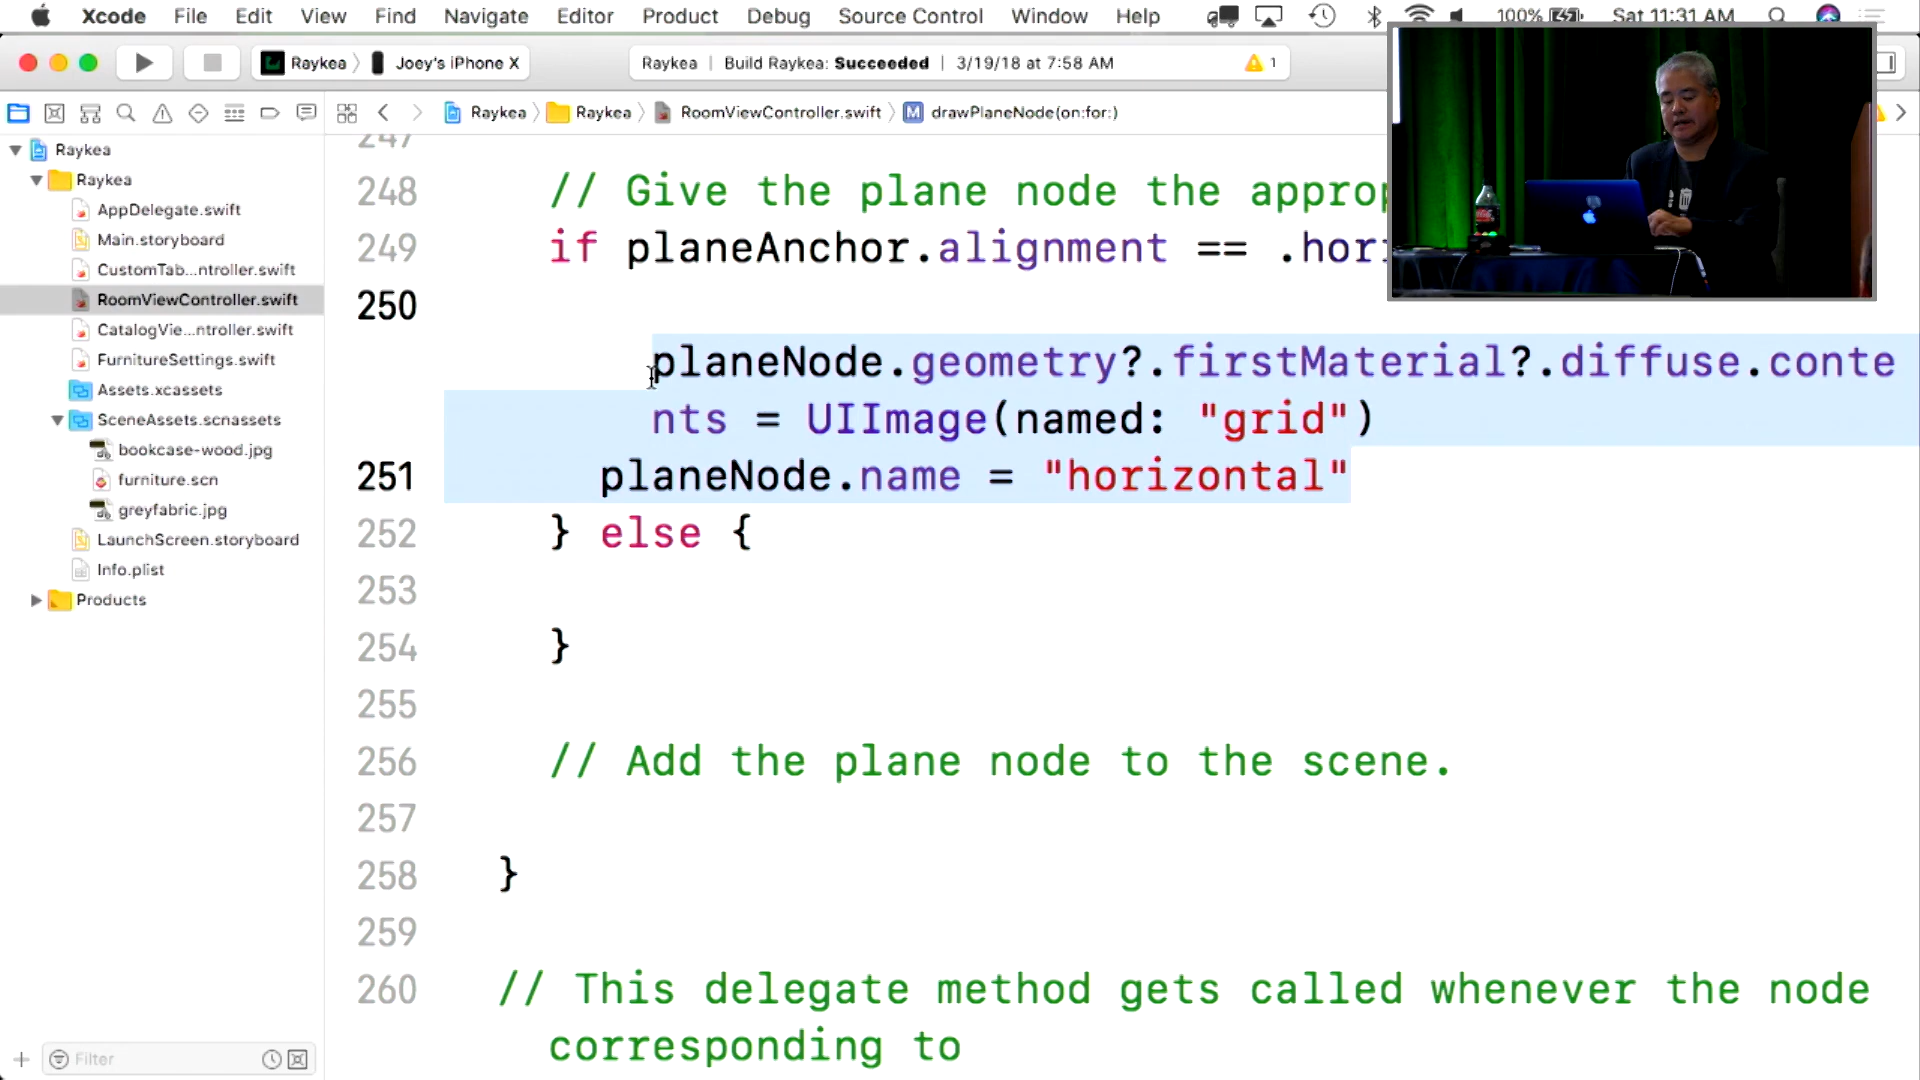 Xcode File Edit View Find Navigate Editor Product Debug Source Control Window Help 100% Sat 11:31 AM
Raykea Joey's iPhone X Raykea | Build Raykea: Succeeded | 3/19/18 at 7:58 AM 1
Raykea Raykea RoomViewController.swift M drawPlaneNode(on:for:)
Raykea
Raykea
AppDelegate.swift
Main.storyboard
CustomTab...ntroller.swift
RoomViewController.swift
CatalogVie...ntroller.swift
FurnitureSettings.swift
Assets.xcassets
SceneAssets.scnassets
bookcase-wood.jpg
furniture.scn
greyfabric.jpg
LaunchScreen.storyboard
Info.plist
Products
Filter
247
248 // Give the plane node the approp
249 if planeAnchor.alignment == .hori
250
planeNode.geometry?.firstMaterial?.diffuse.conte
nts = UIImage(named: "grid")
251 planeNode.name = "horizontal"
252 } else {
253
254 }
255
256 // Add the plane node to the scene.
257
258 }
259
260 // This delegate method gets called whenever the node
corresponding to